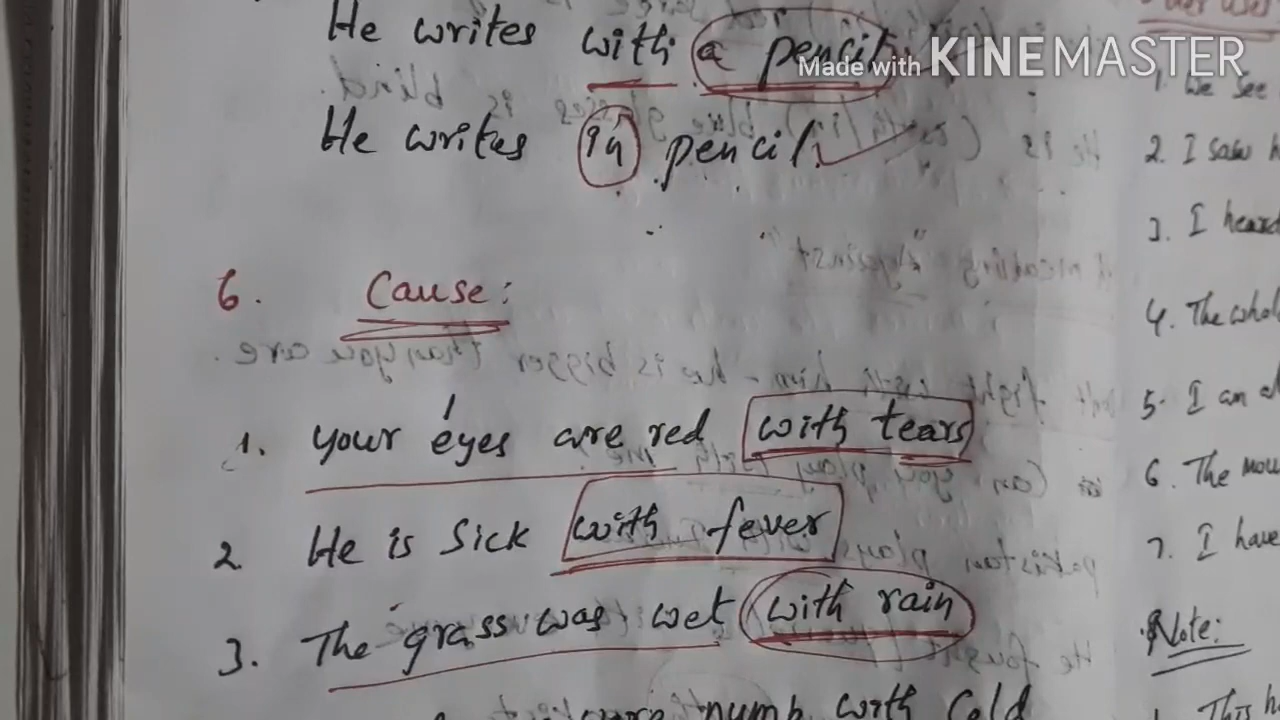 He writes with a pencil.
Made with KINEMASTER
He writes in pencil.
6. Cause:
1. your eyes are red with tears
2. He is Sick with fever
3. The grass was wet with rain
numb with Cold
1. We See
2. I saw
3. I heard
4. The
5. I am
6. The
7. I have
Note:
1. This